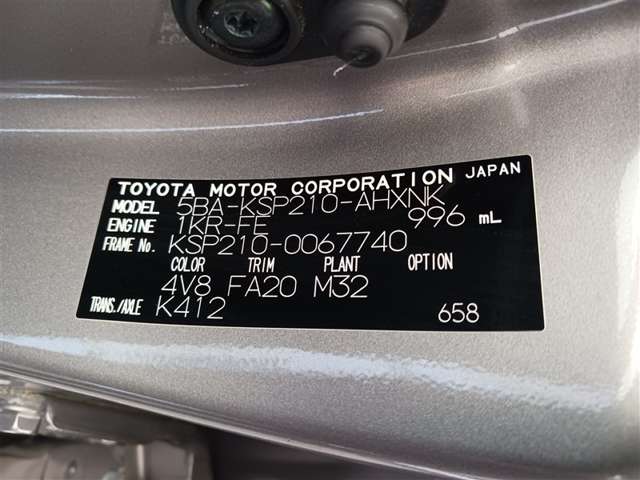 TOYOTA MOTOR CORPORATION JAPAN
MODEL 5BA-KSP210-AHXNK
ENGINE 1KR-FE 996 mL
FRAME No. KSP210-0067740
COLOR TRIM PLANT OPTION
4V8 FA20 M32
TRANS./AXLE K412 658